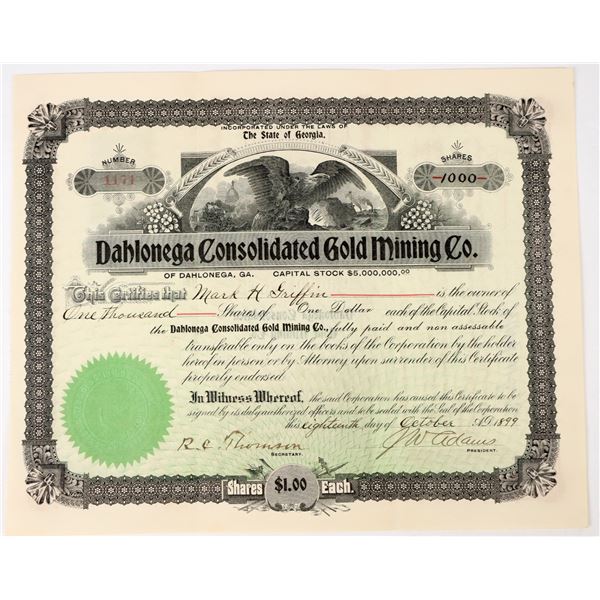 INCORPORATED UNDER THE LAWS OF
The State of Georgia.
NUMBER
1171
SHARES
1000
Dahlonega Consolidated Gold Mining Co.
OF DAHLONEGA, GA. CAPITAL STOCK $5,000,000.00
This Certifies that Mark H. Griffin is the owner of
One Thousand Shares of One Dollar each of the Capital Stock of
the Dahlonega Consolidated Gold Mining Co., fully paid and non assessable
transferable only on the books of the Corporation by the holder
hereof in person or by Attorney upon surrender of this Certificate
properly endorsed.
In Witness Whereof, the said Corporation has caused this Certificate to be
signed by its duly authorized officers and to be sealed with the Seal of the Corporation
this eighteenth day of October A.D. 1899
R. C. Thomson J W Adams
SECRETARY. PRESIDENT.
Shares $1.00 Each.